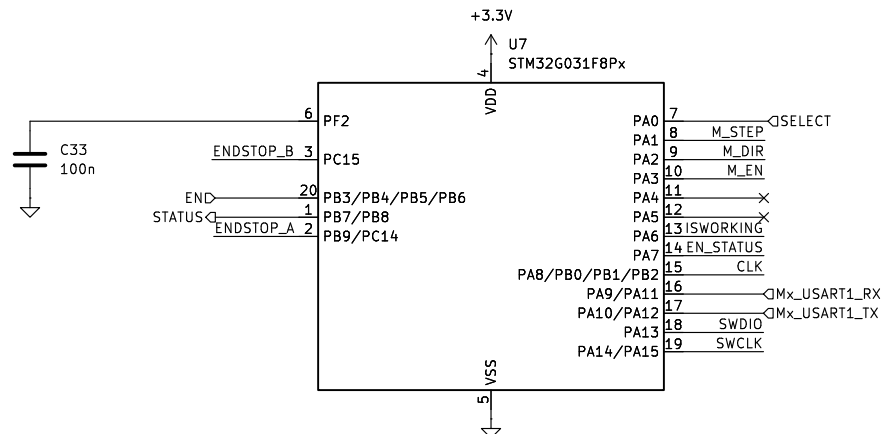 +3.3V
U7
STM32G031F8Px
4
VDD
6 PF2
C33
100n
ENDSTOP_B 3 PC15
EN 20 PB3/PB4/PB5/PB6
STATUS 1 PB7/PB8
ENDSTOP_A 2 PB9/PC14
PA0 7 SELECT
PA1 8 M_STEP
PA2 9 M_DIR
PA3 10 M_EN
PA4 11
PA5 12
PA6 13 ISWORKING
PA7 14 EN_STATUS
PA8/PB0/PB1/PB2 15 CLK
PA9/PA11 16 Mx_USART1_RX
PA10/PA12 17 Mx_USART1_TX
PA13 18 SWDIO
PA14/PA15 19 SWCLK
VSS
5